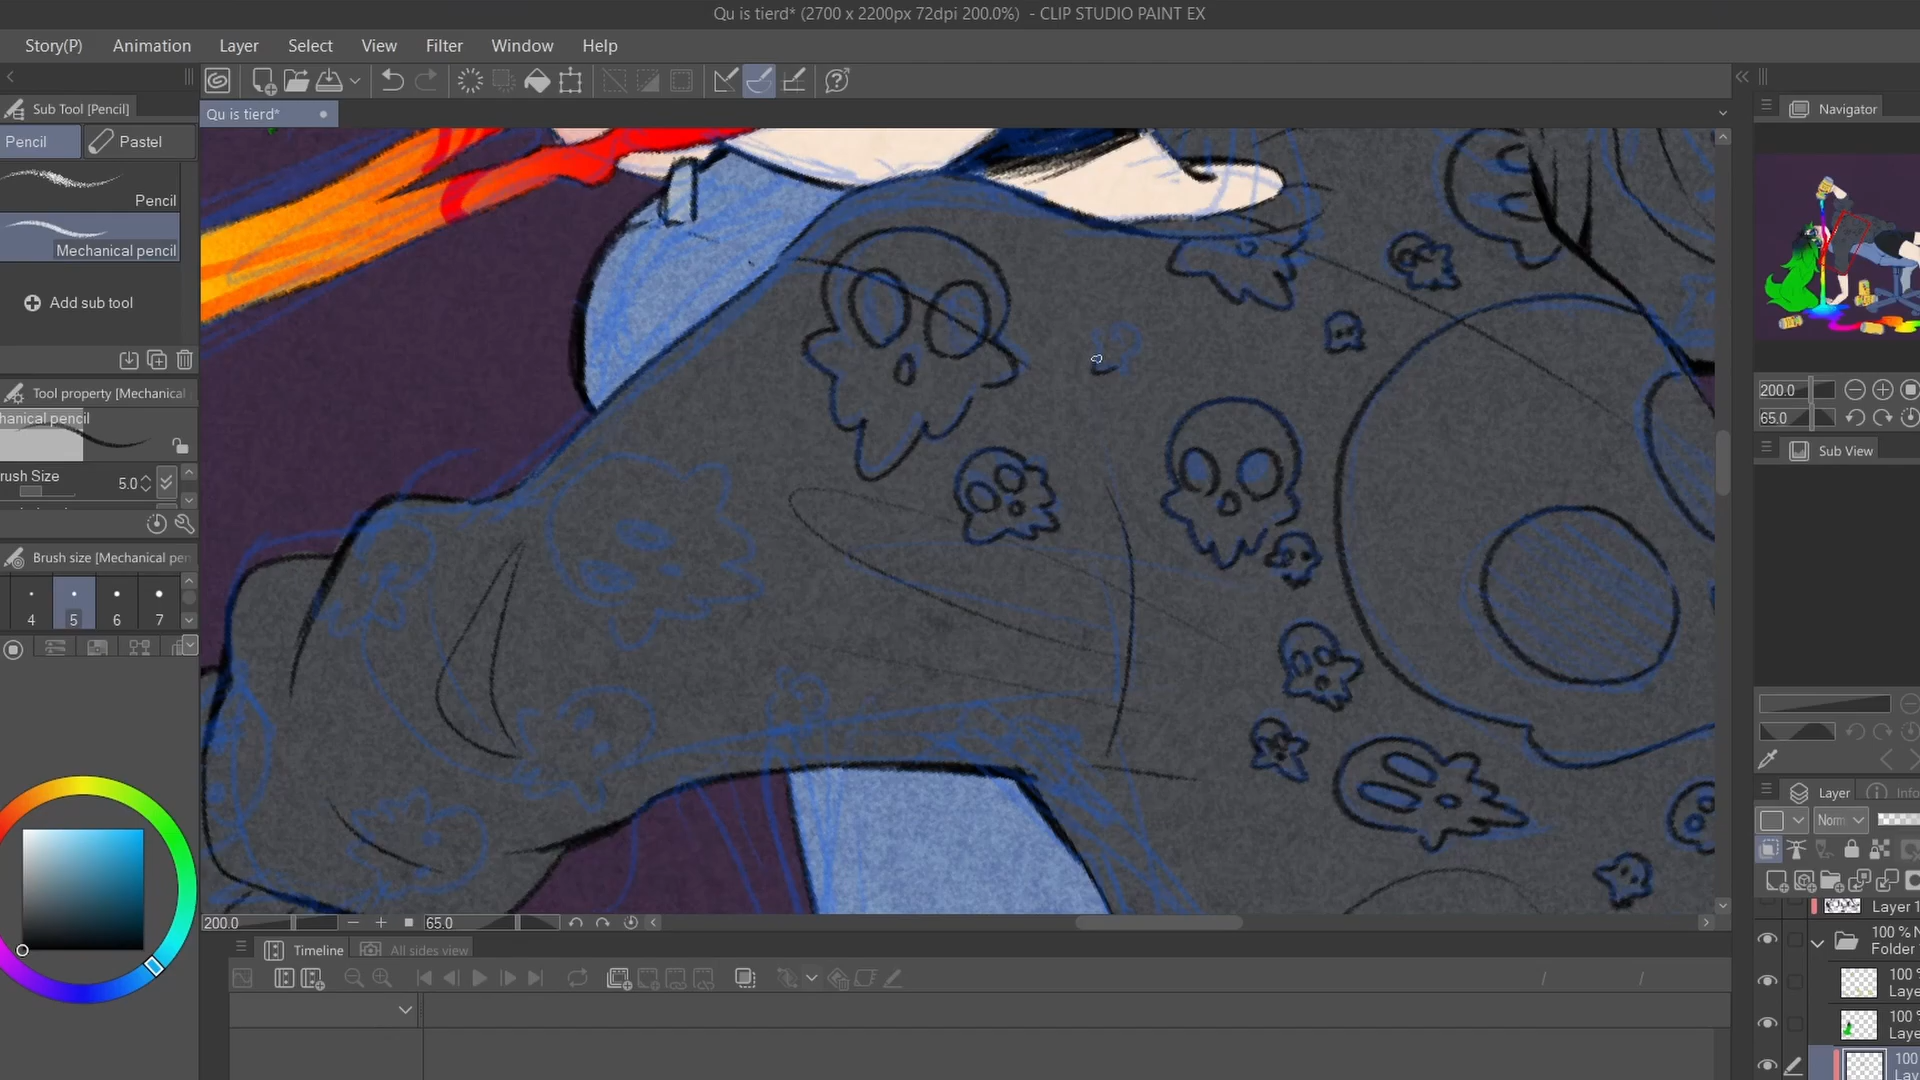 Qu is tierd* (2700 x 2200px 72dpi 200.0%) - CLIP STUDIO PAINT EX
Story(P) Animation Layer Select View Filter Window Help
Sub Tool [Pencil]
Qu is tierd*
Navigator
Pencil Pastel
Pencil
Mechanical pencil
Add sub tool
Tool property [Mechanical
hanical pencil
rush Size 5.0
Brush size [Mechanical pen
4 5 6 7
200.0
65.0
Sub View
Layer Info
Norm
Layer 1
100 % N
Folder
100 %
Laye
100 %
Laye
100
Lay
200.0 65.0
Timeline All sides view